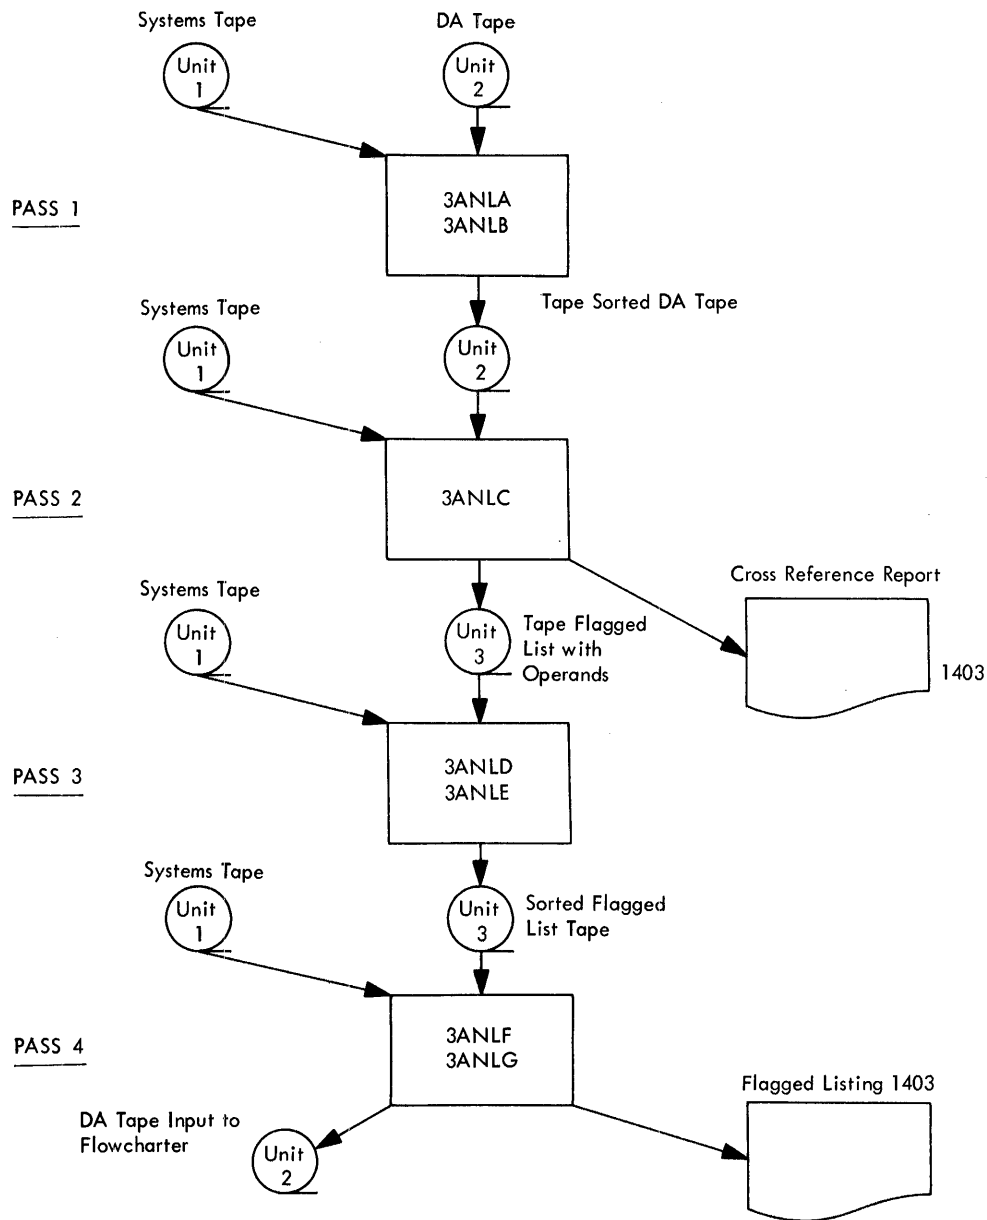 Systems Tape
DA Tape
Unit
1
Unit
2
PASS 1
3ANLA
3ANLB
Systems Tape
Tape Sorted DA Tape
Unit
1
Unit
2
PASS 2
3ANLC
Systems Tape
Cross Reference Report
Unit
1
Unit
3
Tape Flagged
List with
Operands
1403
PASS 3
3ANLD
3ANLE
Systems Tape
Unit
1
Unit
3
Sorted Flagged
List Tape
PASS 4
3ANLF
3ANLG
Flagged Listing 1403
DA Tape Input to
Flowcharter
Unit
2